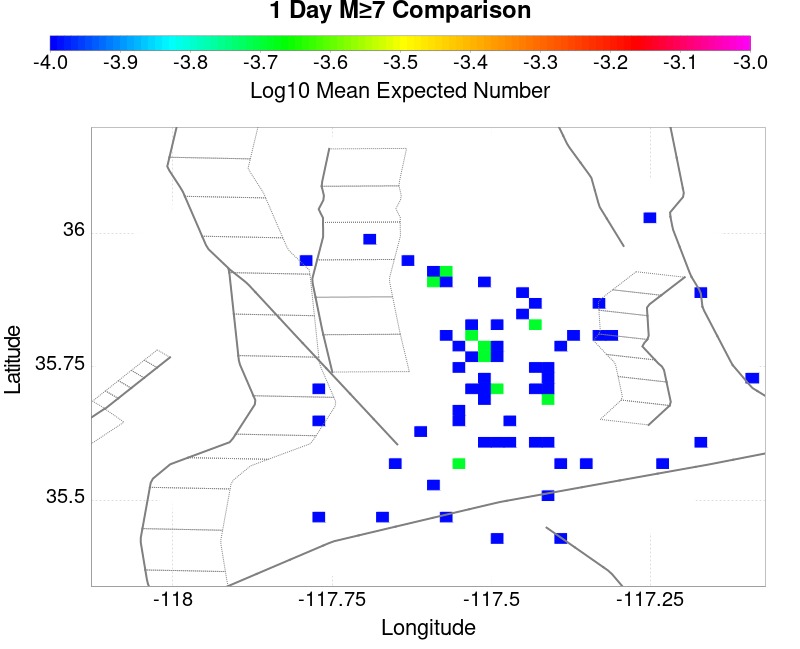 1 Day M≥7 Comparison
-4.0 -3.9 -3.8 -3.7 -3.6 -3.5 -3.4 -3.3 -3.2 -3.1 -3.0
Log10 Mean Expected Number
36
35.75
35.5
Latitude
-118 -117.75 -117.5 -117.25
Longitude